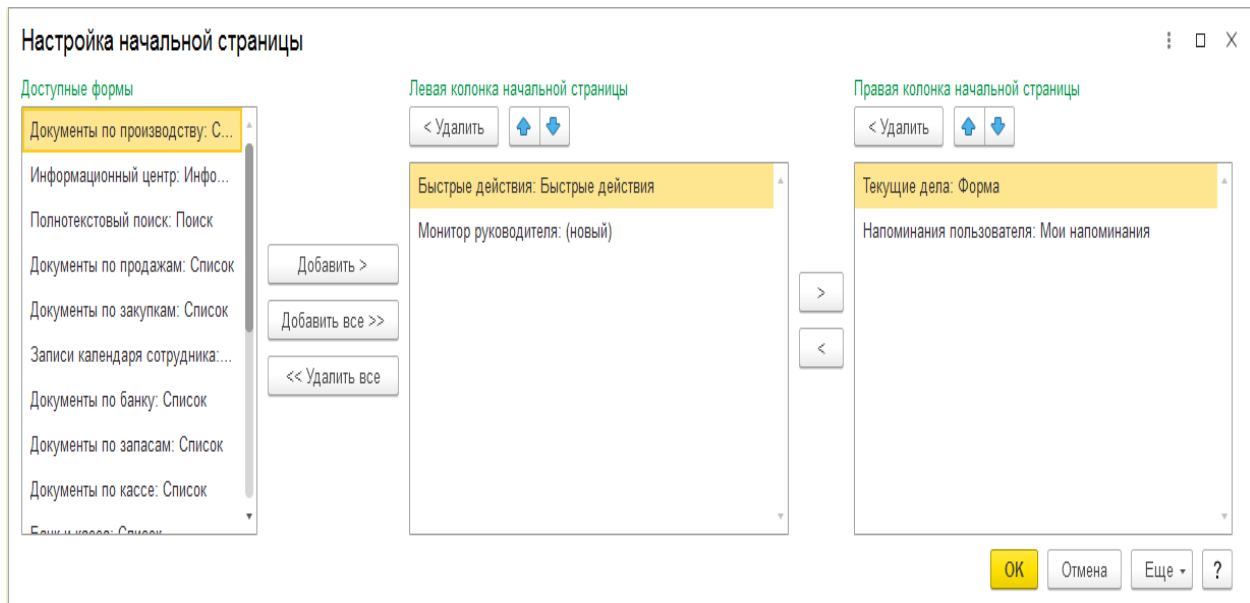 Настройка начальной страницы
Доступные формы
Документы по производству: С...
Информационный центр: Инфо...
Полнотекстовый поиск: Поиск
Документы по продажам: Список
Документы по закупкам: Список
Записи календаря сотрудника:...
Документы по банку: Список
Документы по запасам: Список
Документы по кассе: Список
Банк и касса: Список
Добавить >
Добавить все >>
<< Удалить все
Левая колонка начальной страницы
< Удалить
Быстрые действия: Быстрые действия
Монитор руководителя: (новый)
>
<
Правая колонка начальной страницы
< Удалить
Текущие дела: Форма
Напоминания пользователя: Мои напоминания
ОК
Отмена
Еще
?